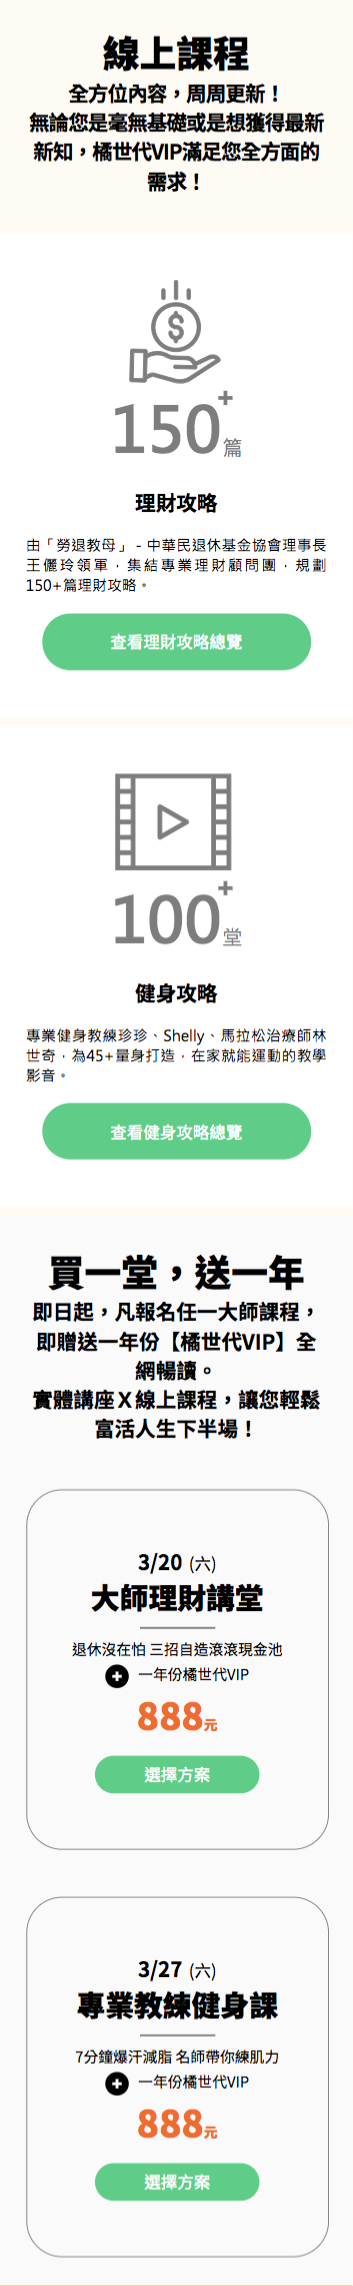 線上課程
全方位內容，周周更新！
無論您是毫無基礎或是想獲得最新
新知，橘世代VIP滿足您全方面的
需求！
$
150+篇
理財攻略
由「勞退教母」- 中華民退休基金協會理事長
王儷玲領軍，集結專業理財顧問團，規劃
150+篇理財攻略。
查看理財攻略總覽
100+堂
健身攻略
專業健身教練珍珍、Shelly、馬拉松治療師林
世奇，為45+量身打造，在家就能運動的教學
影音。
查看健身攻略總覽
買一堂，送一年
即日起，凡報名任一大師課程，
即贈送一年份【橘世代VIP】全
網暢讀。
實體講座Ｘ線上課程，讓您輕鬆
富活人生下半場！
3/20 (六)
大師理財講堂
退休沒在怕 三招自造滾滾現金池
+ 一年份橘世代VIP
888元
選擇方案
3/27 (六)
專業教練健身課
7分鐘爆汗減脂 名師帶你練肌力
+ 一年份橘世代VIP
888元
選擇方案